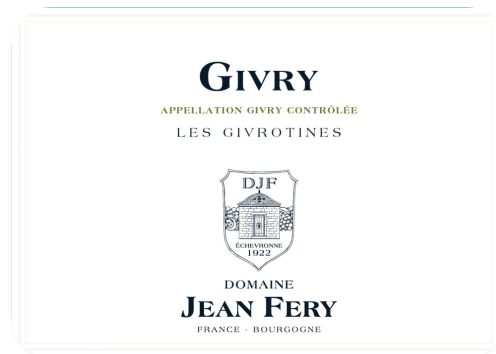 GIVRY
APPELLATION GIVRY CONTRÔLÉE
LES GIVROTINES
DJF
ÉCHEVRONNE
1922
DOMAINE
JEAN FERY
FRANCE - BOURGOGNE